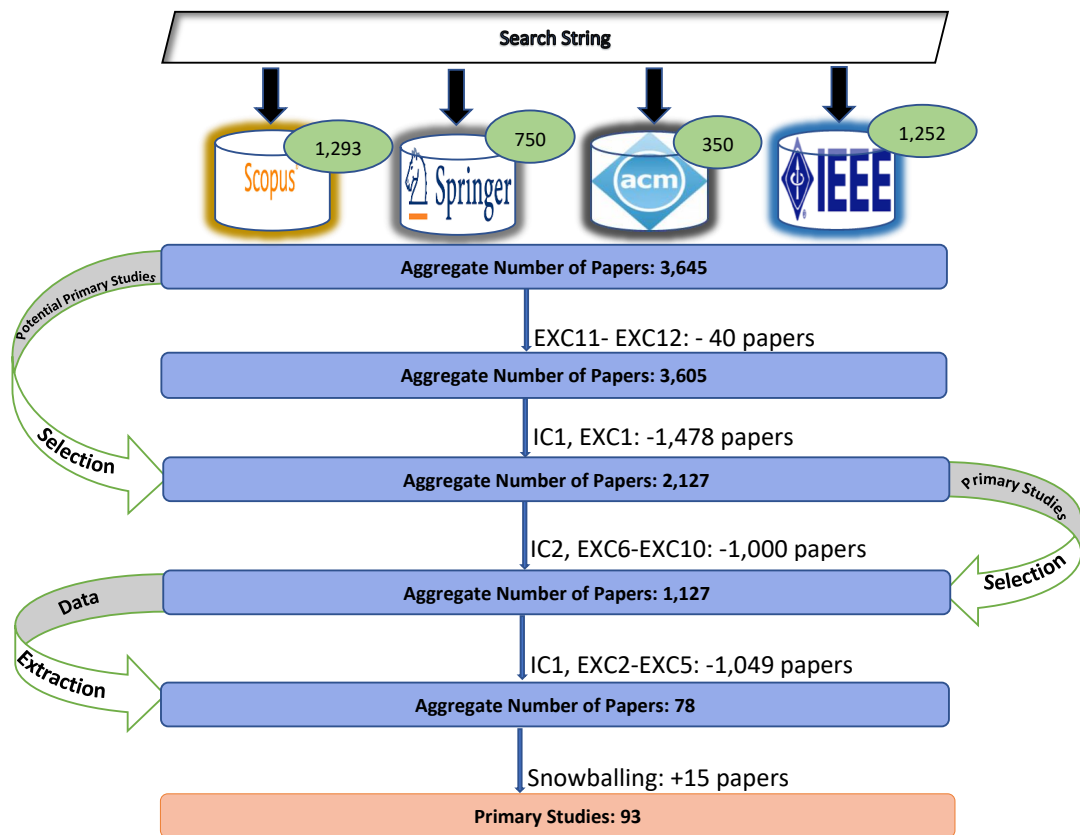 Search String
1,293
750
350
1,252
Scopus
Springer
acm
IEEE
Aggregate Number of Papers: 3,645
Potential Primary Studies
EXC11- EXC12: - 40 papers
Aggregate Number of Papers: 3,605
IC1, EXC1: -1,478 papers
Selection
Aggregate Number of Papers: 2,127
Primary Studies
IC2, EXC6-EXC10: -1,000 papers
Selection
Aggregate Number of Papers: 1,127
Data
IC1, EXC2-EXC5: -1,049 papers
Extraction
Aggregate Number of Papers: 78
Snowballing: +15 papers
Primary Studies: 93